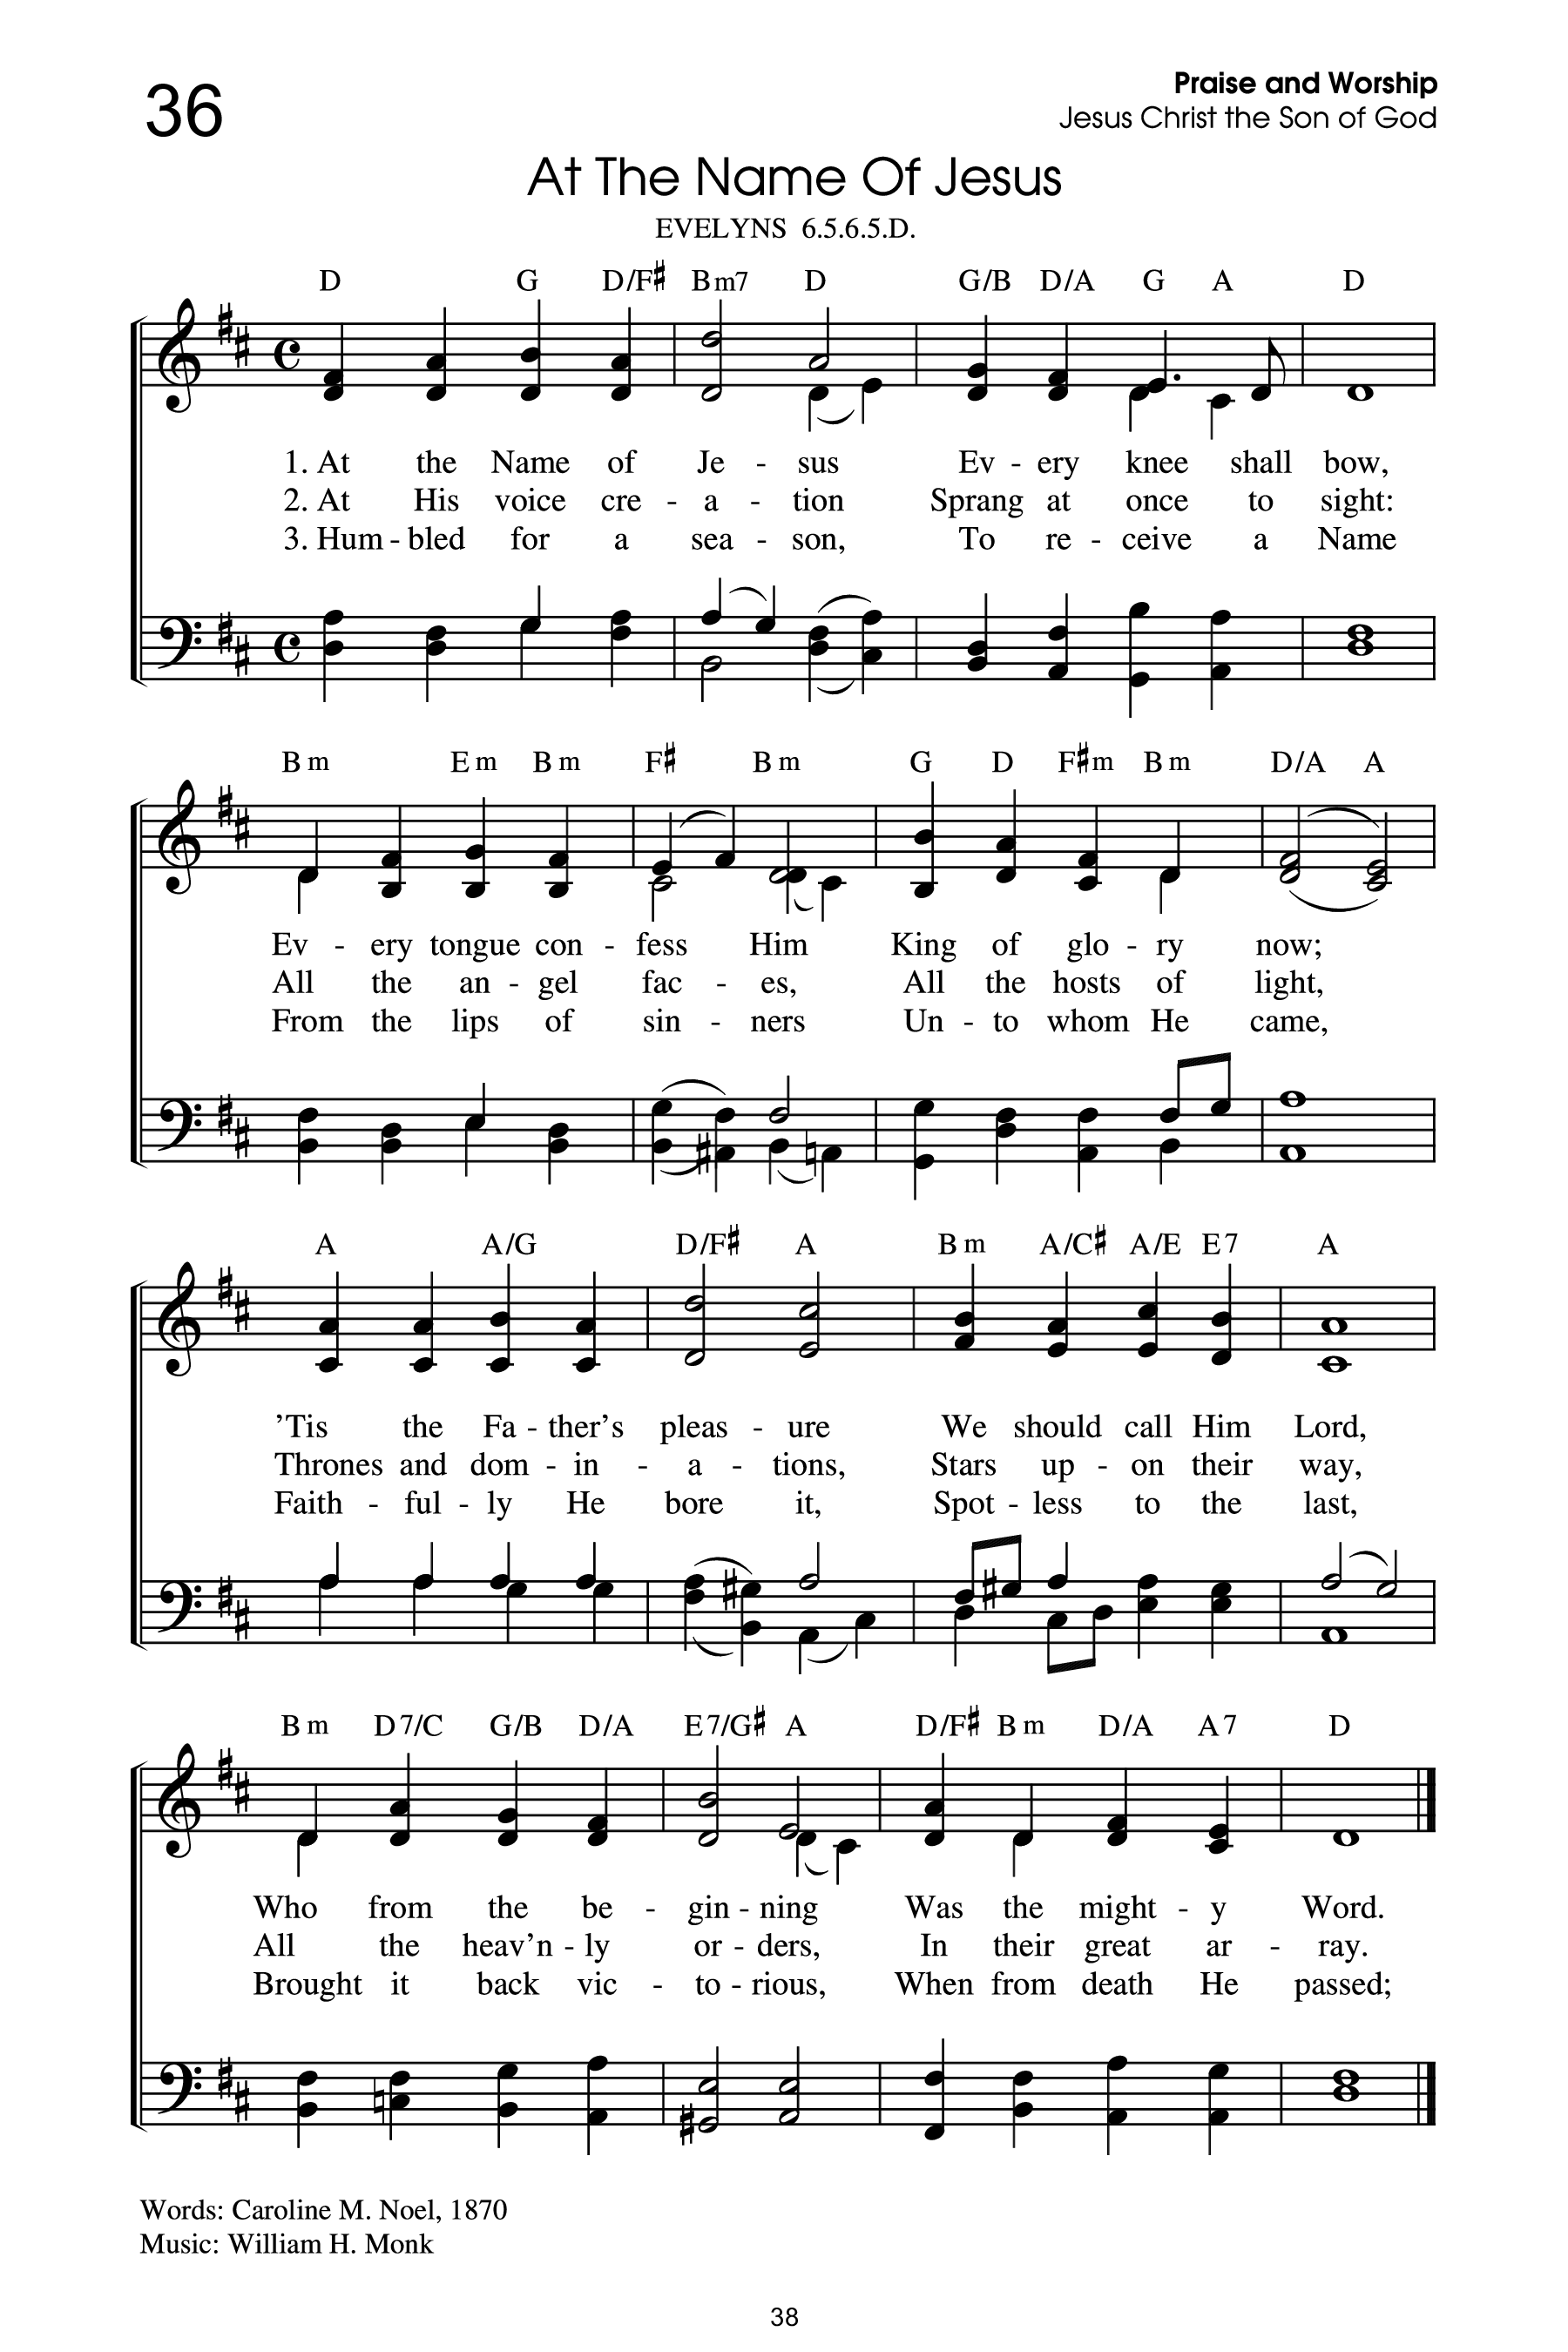 36
Praise and Worship
Jesus Christ the Son of God
At The Name Of Jesus
EVELYNS 6.5.6.5.D.
D G D/F♯ Bm7 D G/B D/A G A D
1. At the Name of Je - sus Ev - ery knee shall bow,
2. At His voice cre - a - tion Sprang at once to sight:
3. Hum - bled for a sea - son, To re - ceive a Name
Bm Em Bm F♯ Bm G D F♯m Bm D/A A
Ev - ery tongue con - fess Him King of glo - ry now;
All the an - gel fac - es, All the hosts of light,
From the lips of sin - ners Un - to whom He came,
A A/G D/F♯ A Bm A/C♯ A/E E7 A
’Tis the Fa - ther’s pleas - ure We should call Him Lord,
Thrones and dom - in - a - tions, Stars up - on their way,
Faith - ful - ly He bore it, Spot - less to the last,
Bm D7/C G/B D/A E7/G♯ A D/F♯ Bm D/A A7 D
Who from the be - gin - ning Was the might - y Word.
All the heav’n - ly or - ders, In their great ar - ray.
Brought it back vic - to - rious, When from death He passed;
Words: Caroline M. Noel, 1870
Music: William H. Monk
38